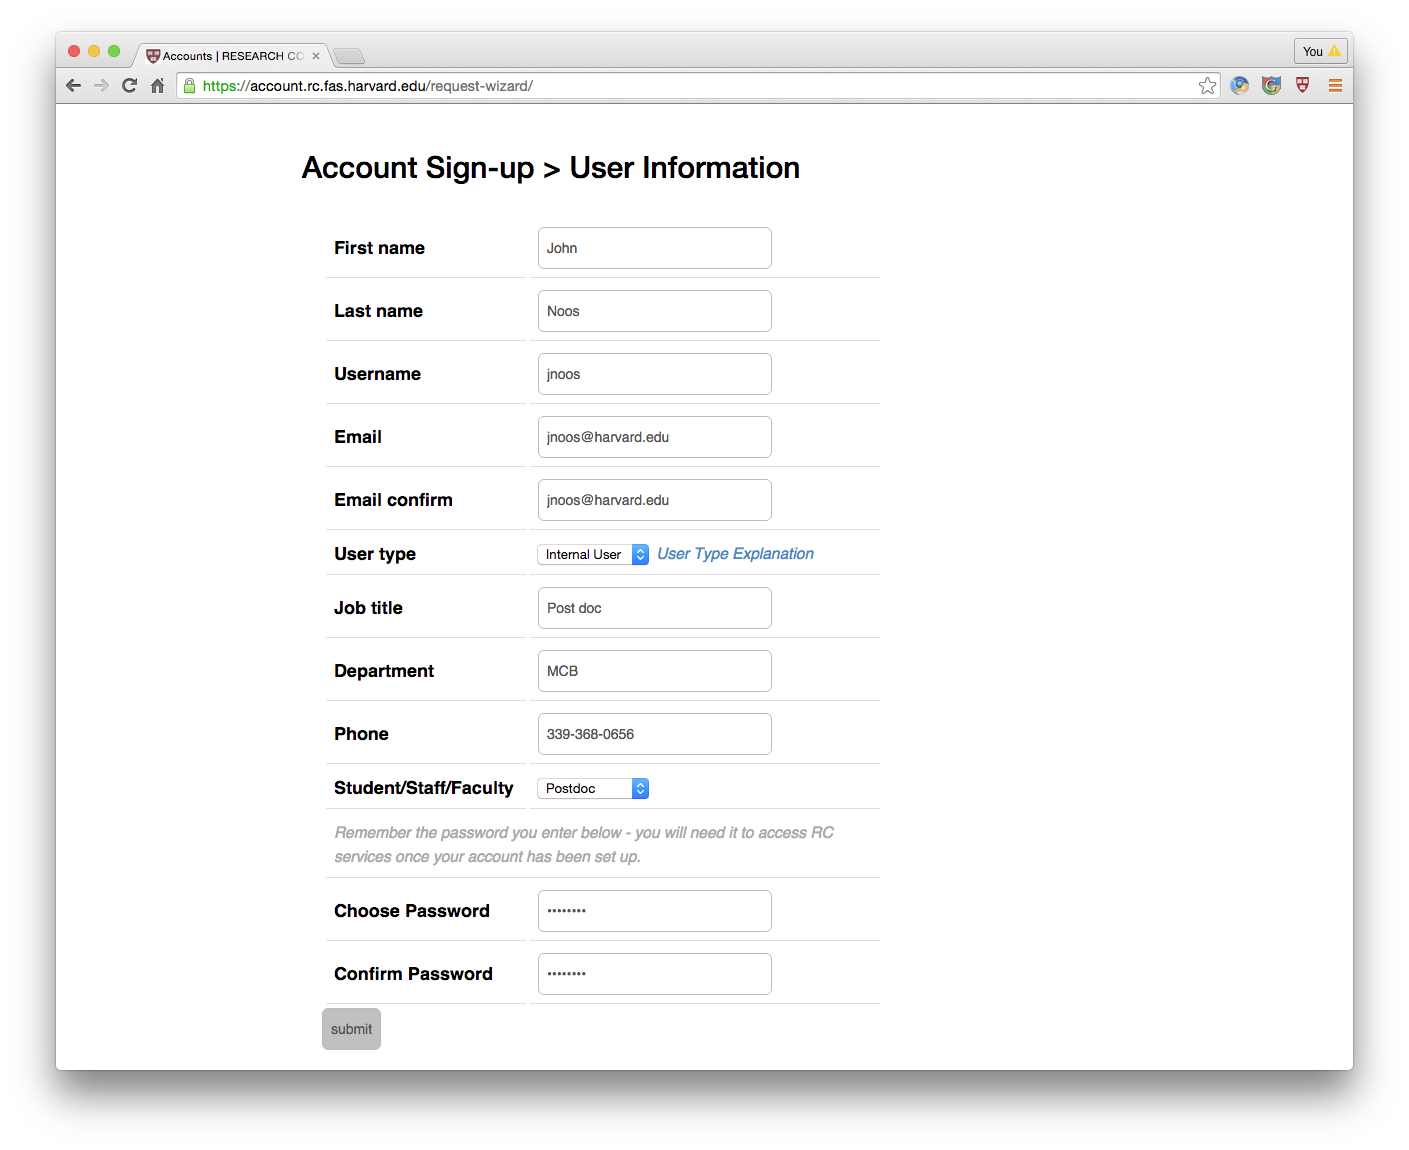 Accounts | RESEARCH CO
You
https://account.rc.fas.harvard.edu/request-wizard/
Account Sign-up > User Information
First name John
Last name Noos
Username jnoos
Email jnoos@harvard.edu
Email confirm jnoos@harvard.edu
User type Internal User User Type Explanation
Job title Post doc
Department MCB
Phone 339-368-0656
Student/Staff/Faculty Postdoc
Remember the password you enter below - you will need it to access RC
services once your account has been set up.
Choose Password ••••••••
Confirm Password ••••••••
submit